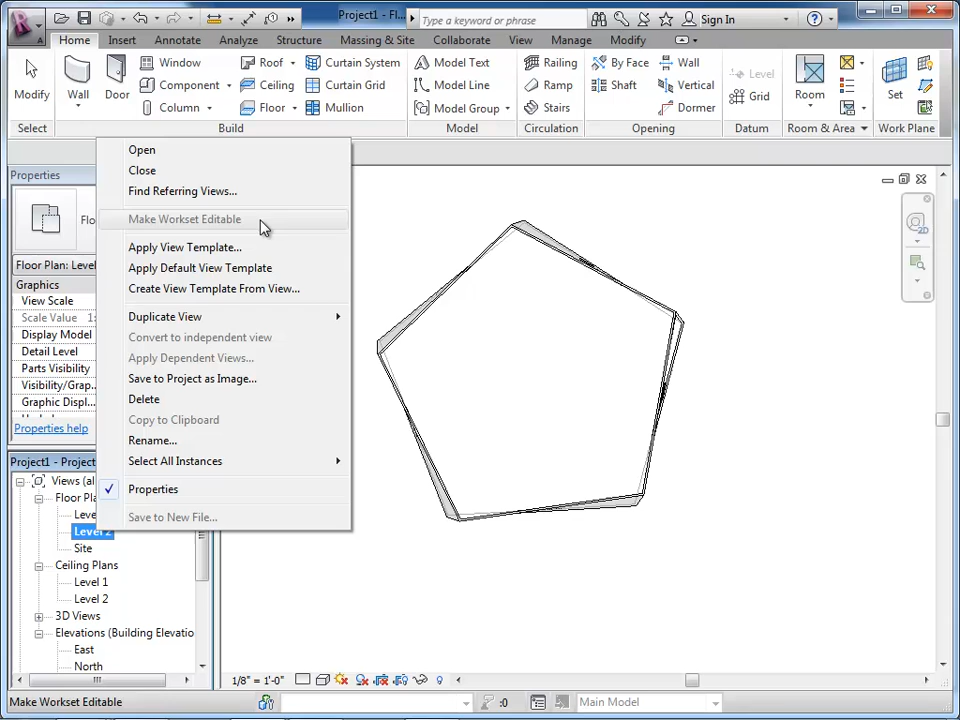 Project1 - Fl...
Type a keyword or phrase
Sign In
Home Insert Annotate Analyze Structure Massing & Site Collaborate View Manage Modify
Modify
Wall
Door
Window
Component
Column
Roof
Ceiling
Floor
Curtain System
Curtain Grid
Mullion
Model Text
Model Line
Model Group
Railing
Ramp
Stairs
By Face
Shaft
Wall
Vertical
Dormer
Level
Grid
Room
Set
Select Build Model Circulation Opening Datum Room & Area Work Plane
Properties
Flo
Floor Plan: Level
Graphics
View Scale
Scale Value 1:
Display Model
Detail Level
Parts Visibility
Visibility/Grap...
Graphic Displ...
Properties help
Open
Close
Find Referring Views...
Make Workset Editable
Apply View Template...
Apply Default View Template
Create View Template From View...
Duplicate View
Convert to independent view
Apply Dependent Views...
Save to Project as Image...
Delete
Copy to Clipboard
Rename...
Select All Instances
Properties
Save to New File...
2D
Project1 - Project
Views (al
Floor Pla
Leve
Level 2
Site
Ceiling Plans
Level 1
Level 2
3D Views
Elevations (Building Elevatio
East
North
1/8" = 1'-0"
Make Workset Editable
:0
Main Model